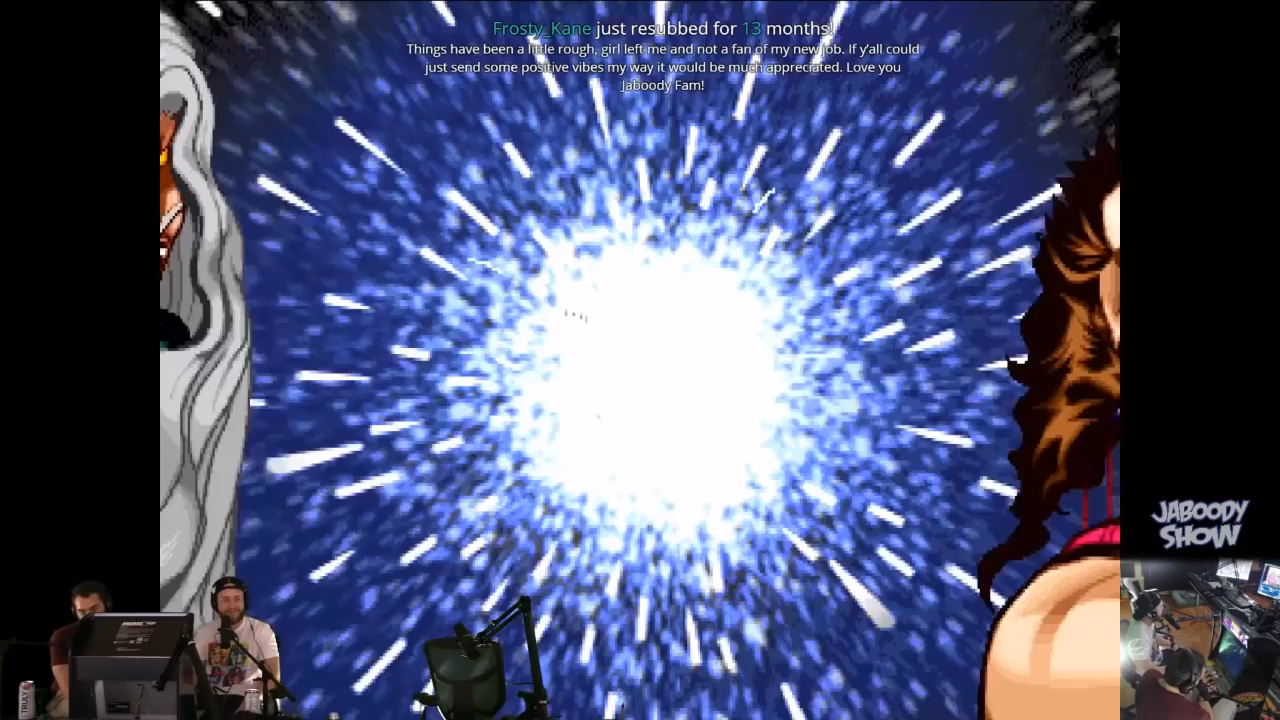 Frosty_Kane just resubbed for 13 months!
Things have been a little rough, girl left me and not a fan of my new job. If y'all could
just send some positive vibes my way it would be much appreciated. Love you
Jaboody Fam!
JABOODY
SHOW
TRULY